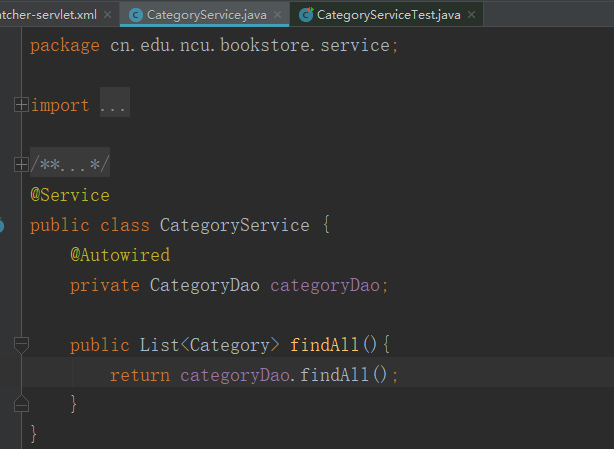 atcher-servlet.xml CategoryService.java CategoryServiceTest.java
package cn.edu.ncu.bookstore.service;
import ...
/**...*/
@Service
public class CategoryService {
@Autowired
private CategoryDao categoryDao;
public List<Category> findAll(){
return categoryDao.findAll();
}
}